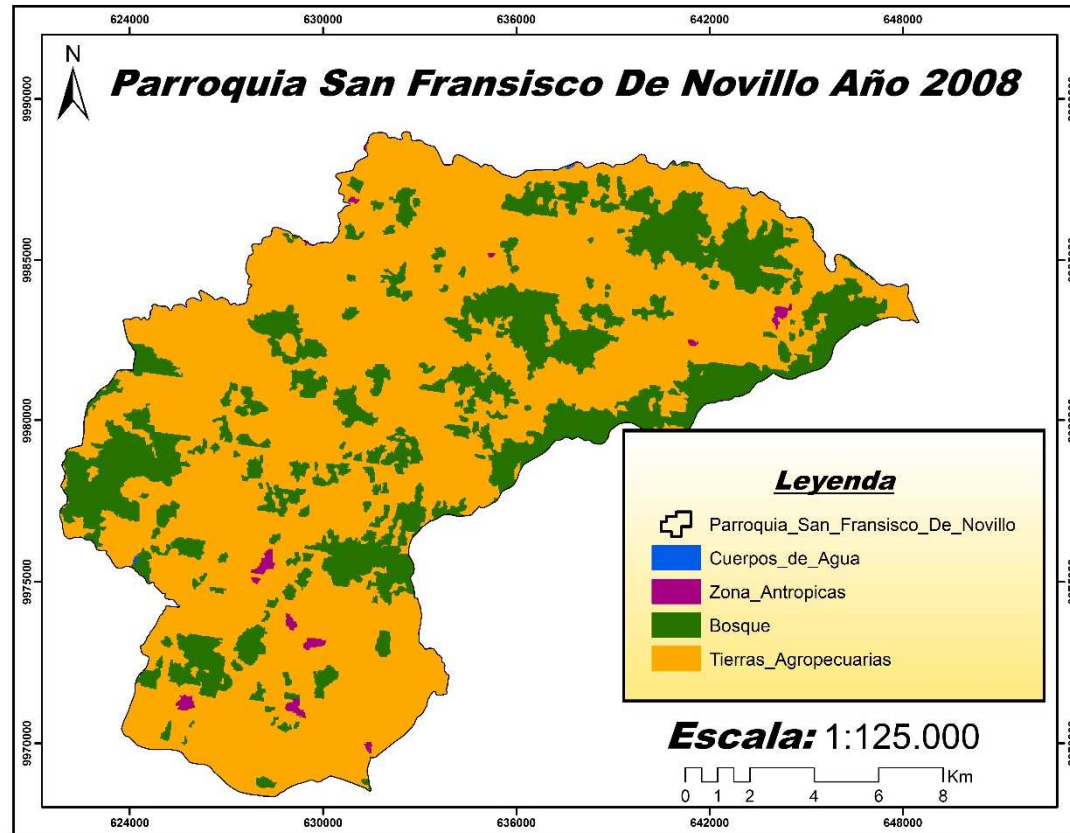 624000 630000 636000 642000 648000
N
Parroquia San Fransisco De Novillo Año 2008
9990000
9985000
9980000
9975000
9970000
Leyenda
Parroquia_San_Fransisco_De_Novillo
Cuerpos_de_Agua
Zona_Antropicas
Bosque
Tierras_Agropecuarias
Escala: 1:125.000
Km
0 1 2 4 6 8
624000 630000 636000 642000 648000